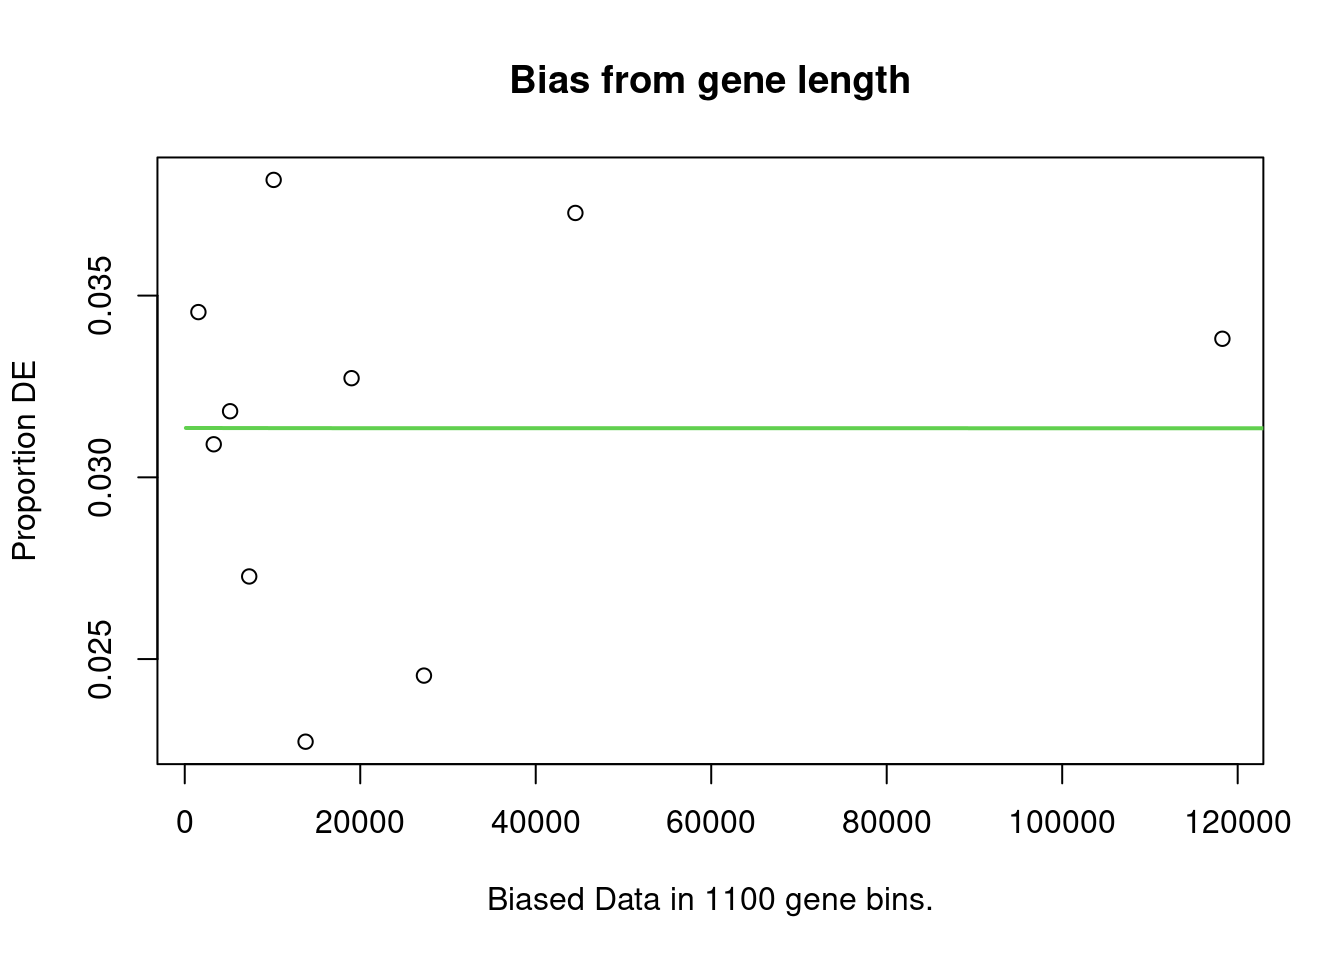 Bias from gene length
Proportion DE
0.035
0.030
0.025
0 20000 40000 60000 80000 100000 120000
Biased Data in 1100 gene bins.